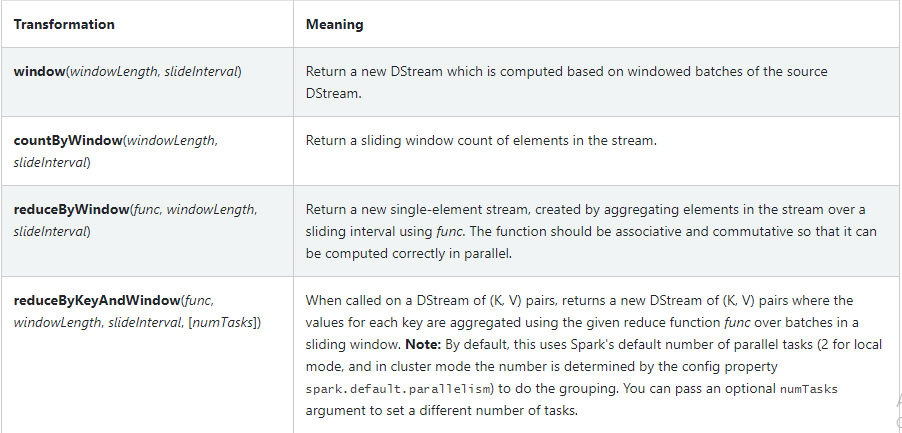 Transformation
Meaning
window(windowLength, slideInterval)
Return a new DStream which is computed based on windowed batches of the source
DStream.
countByWindow(windowLength,
slideInterval)
Return a sliding window count of elements in the stream.
reduceByWindow(func, windowLength,
slideInterval)
Return a new single-element stream, created by aggregating elements in the stream over a
sliding interval using func. The function should be associative and commutative so that it can
be computed correctly in parallel.
reduceByKeyAndWindow(func,
windowLength, slideInterval, [numTasks])
When called on a DStream of (K, V) pairs, returns a new DStream of (K, V) pairs where the
values for each key are aggregated using the given reduce function func over batches in a
sliding window. Note: By default, this uses Spark's default number of parallel tasks (2 for local
mode, and in cluster mode the number is determined by the config property
spark.default.parallelism) to do the grouping. You can pass an optional numTasks
argument to set a different number of tasks.